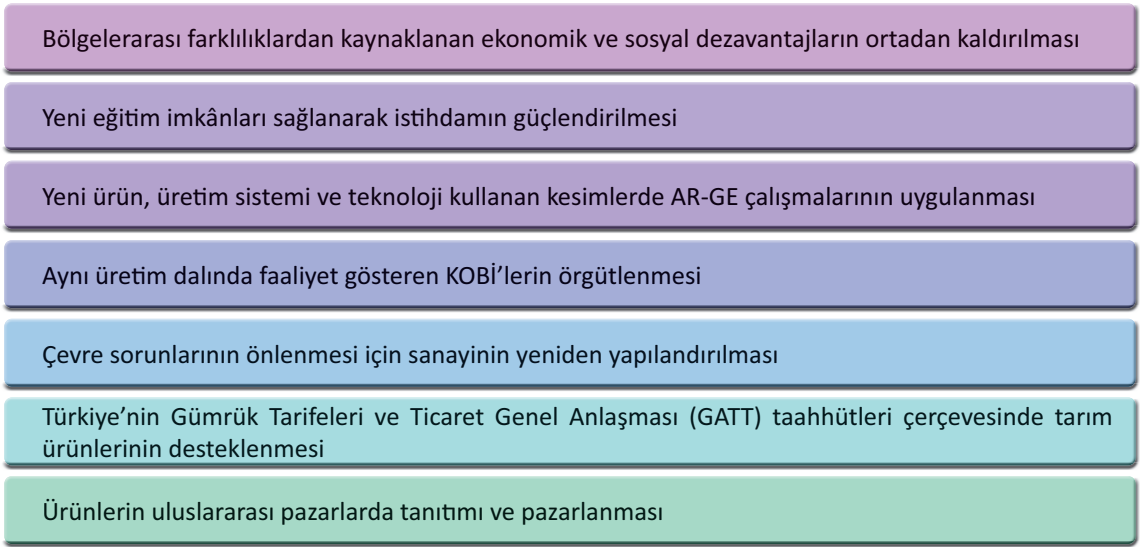 Bölgelerarası farklılıklardan kaynaklanan ekonomik ve sosyal dezavantajların ortadan kaldırılması
Yeni eğitim imkânları sağlanarak istihdamın güçlendirilmesi
Yeni ürün, üretim sistemi ve teknoloji kullanan kesimlerde AR-GE çalışmalarının uygulanması
Aynı üretim dalında faaliyet gösteren KOBİ’lerin örgütlenmesi
Çevre sorunlarının önlenmesi için sanayinin yeniden yapılandırılması
Türkiye’nin Gümrük Tarifeleri ve Ticaret Genel Anlaşması (GATT) taahhütleri çerçevesinde tarım
ürünlerinin desteklenmesi
Ürünlerin uluslararası pazarlarda tanıtımı ve pazarlanması